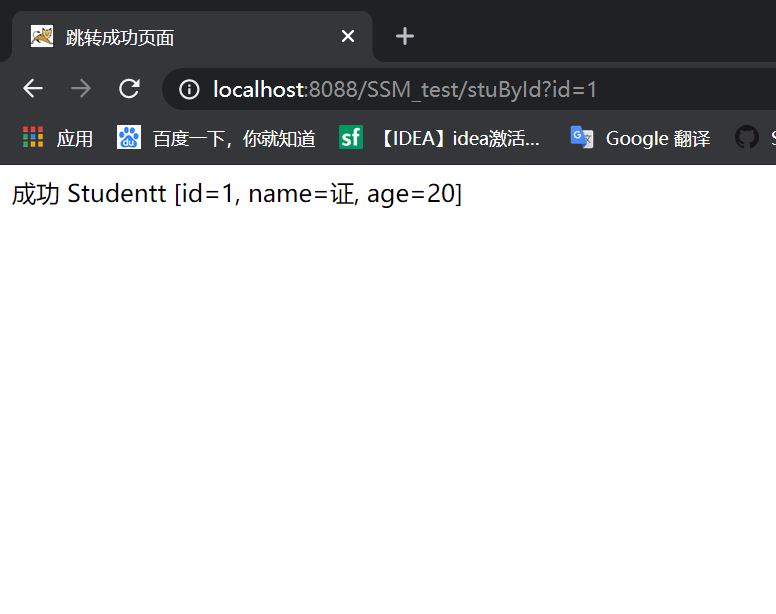 跳转成功页面
localhost:8088/SSM_test/stuById?id=1
应用 百度一下，你就知道 sf 【IDEA】idea激活... Google 翻译 S
成功 Studentt [id=1, name=证, age=20]